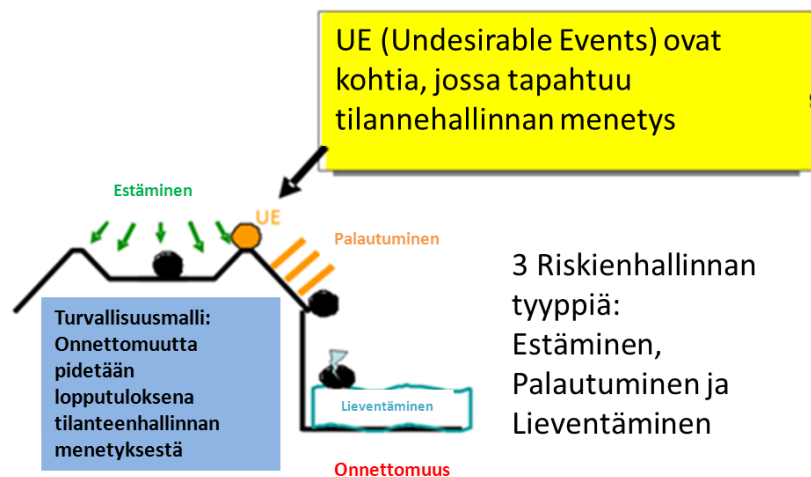 UE (Undesirable Events) ovat
kohtia, jossa tapahtuu
tilannehallinnan menetys
Estäminen
UE
Palautuminen
3 Riskienhallinnan
tyyppiä:
Estäminen,
Palautuminen ja
Lieventäminen
Turvallisuusmalli:
Onnettomuutta
pidetään
lopputuloksena
tilanteenhallinnan
menetyksestä
Lieventäminen
Onnettomuus